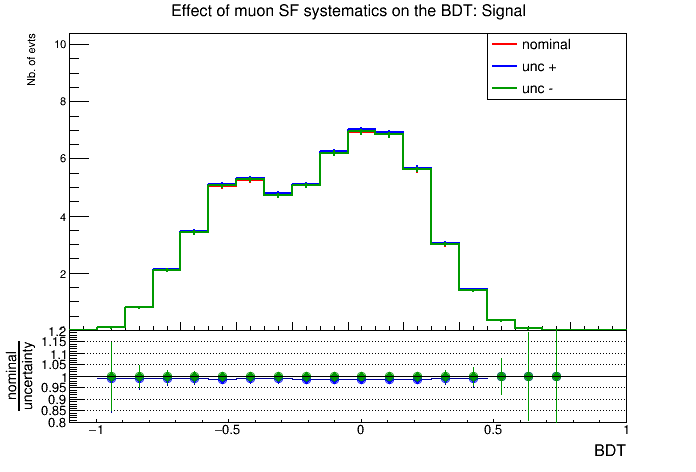 Effect of muon SF systematics on the BDT: Signal
Nb. of evts
10
8
6
4
2
nominal
unc +
unc -
nominal
uncertainty
1.2
1.15
1.1
1.05
1
0.95
0.9
0.85
0.8
−1
−0.5
0
0.5
1
BDT